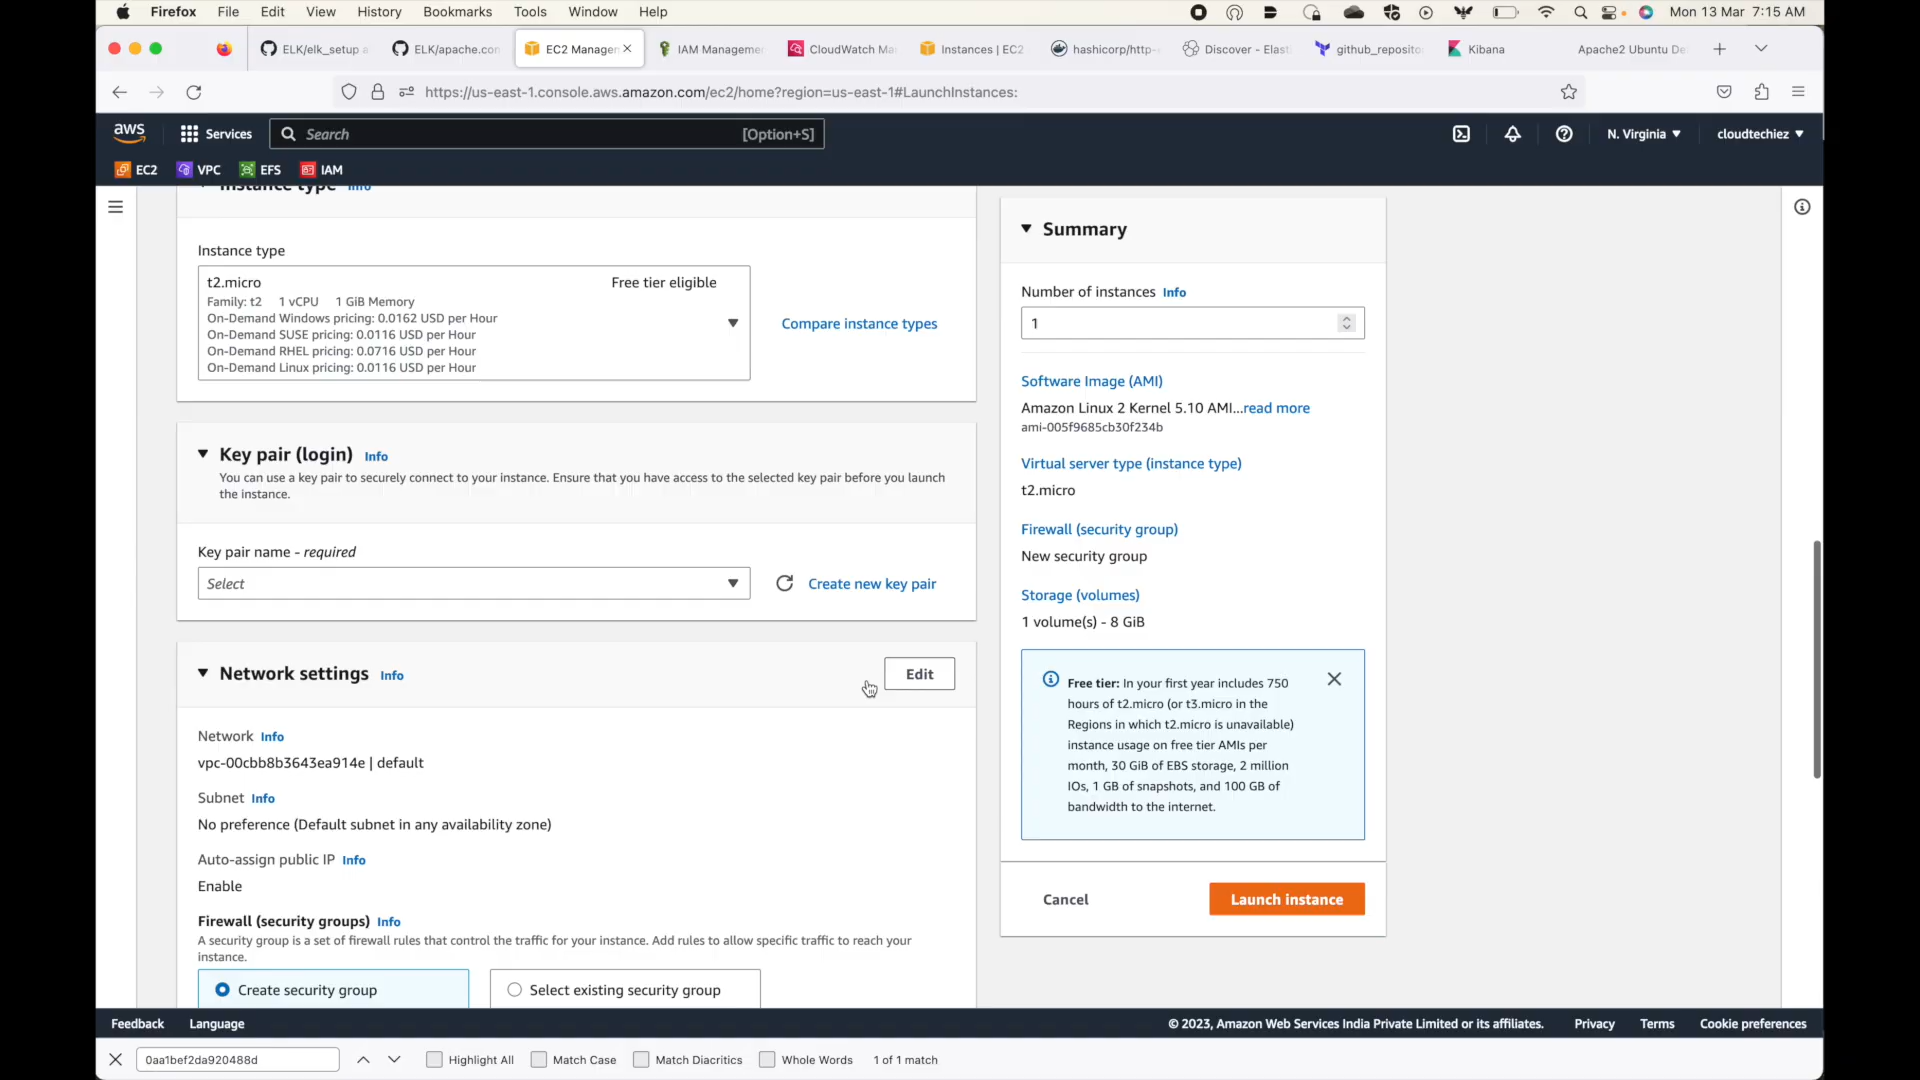 Firefox File Edit View History Bookmarks Tools Window Help Mon 13 Mar 7:15 AM
ELK/elk_setup a ELK/apache.con EC2 Managem IAM Management CloudWatch Ma Instances | EC2 hashicorp/http- Discover - Elast github_reposito Kibana Apache2 Ubuntu De
https://us-east-1.console.aws.amazon.com/ec2/home?region=us-east-1#LaunchInstances:
aws Services Search [Option+S] N. Virginia cloudtechiez
EC2 VPC EFS IAM
Instance type Info
Instance type
t2.micro Free tier eligible
Family: t2 1 vCPU 1 GiB Memory
On-Demand Windows pricing: 0.0162 USD per Hour
On-Demand SUSE pricing: 0.0116 USD per Hour
On-Demand RHEL pricing: 0.0716 USD per Hour
On-Demand Linux pricing: 0.0116 USD per Hour
Compare instance types
Key pair (login) Info
You can use a key pair to securely connect to your instance. Ensure that you have access to the selected key pair before you launch
the instance.
Key pair name - required
Select
Create new key pair
Network settings Info
Edit
Network Info
vpc-00cbb8b3643ea914e | default
Subnet Info
No preference (Default subnet in any availability zone)
Auto-assign public IP Info
Enable
Firewall (security groups) Info
A security group is a set of firewall rules that control the traffic for your instance. Add rules to allow specific traffic to reach your
instance.
Create security group
Select existing security group
Summary
Number of instances Info
1
Software Image (AMI)
Amazon Linux 2 Kernel 5.10 AMI...read more
ami-005f9685cb30f234b
Virtual server type (instance type)
t2.micro
Firewall (security group)
New security group
Storage (volumes)
1 volume(s) - 8 GiB
Free tier: In your first year includes 750
hours of t2.micro (or t3.micro in the
Regions in which t2.micro is unavailable)
instance usage on free tier AMIs per
month, 30 GiB of EBS storage, 2 million
IOs, 1 GB of snapshots, and 100 GB of
bandwidth to the internet.
Cancel
Launch instance
Feedback Language © 2023, Amazon Web Services India Private Limited or its affiliates. Privacy Terms Cookie preferences
0aa1bef2da920488d Highlight All Match Case Match Diacritics Whole Words 1 of 1 match